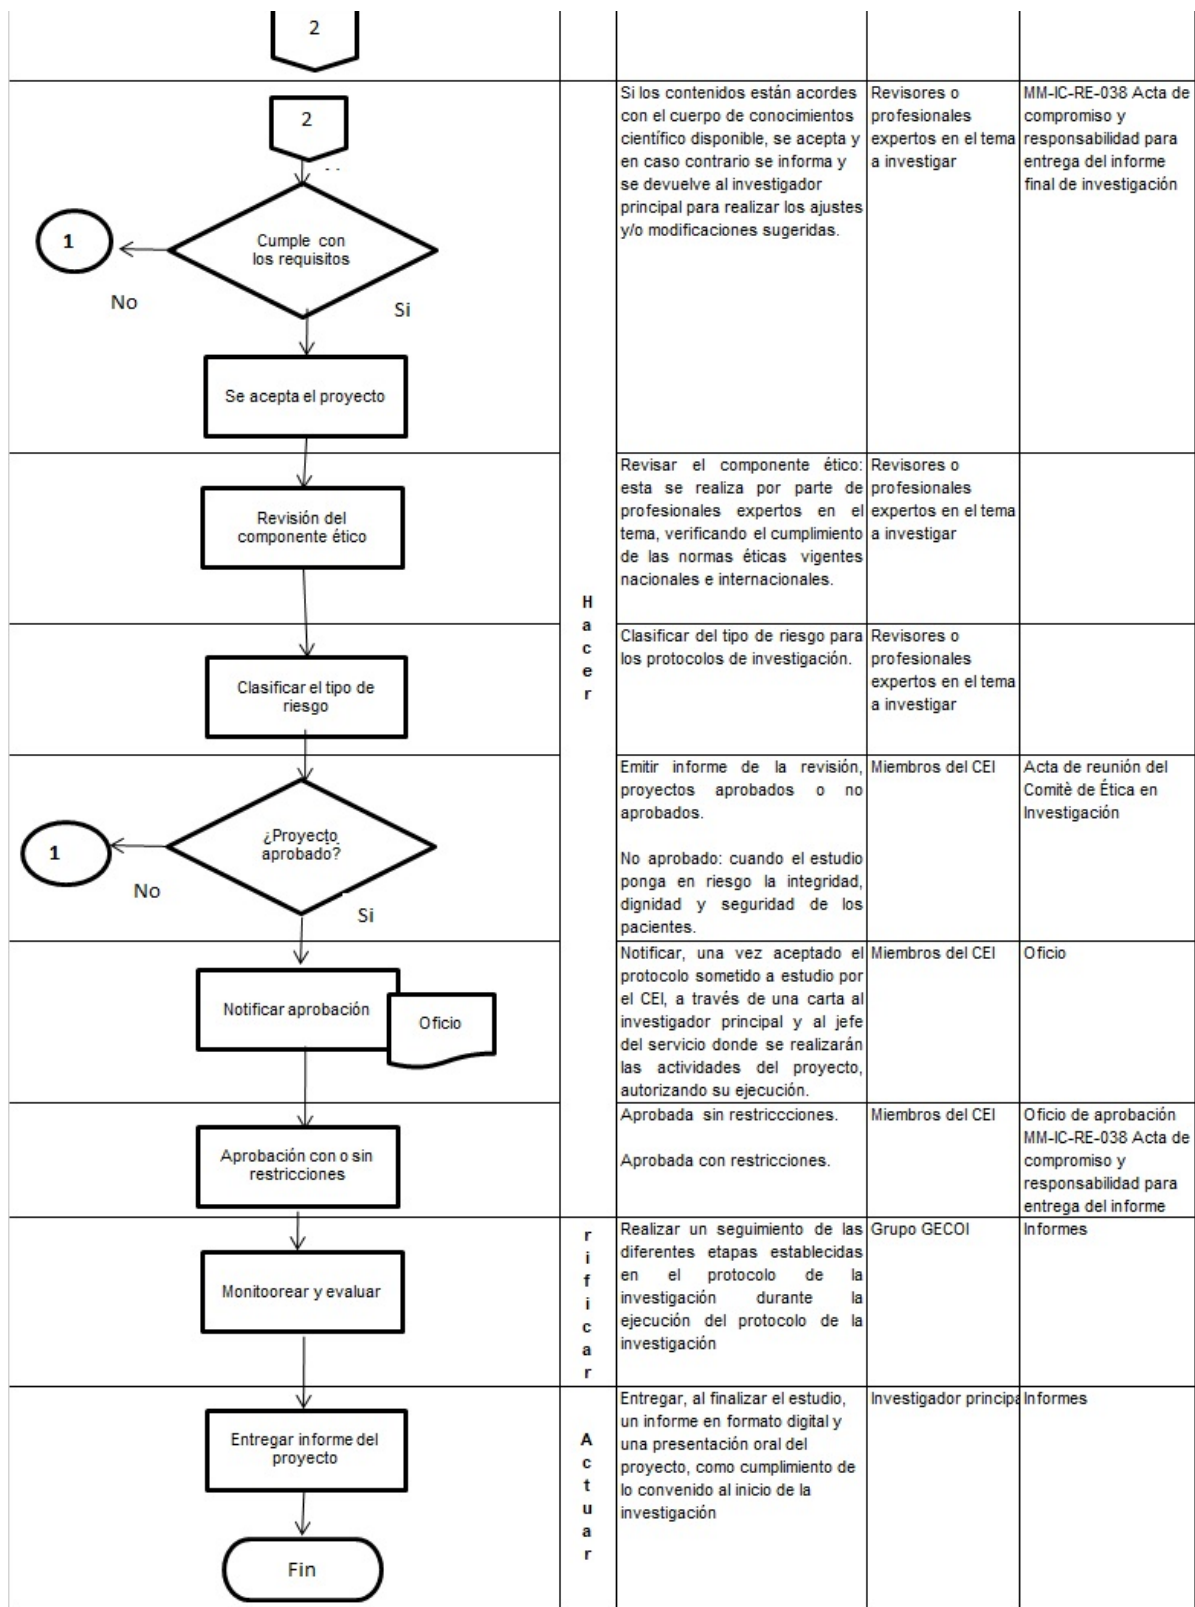 2
2
Cumple con
los requisitos
1
No
Si
Se acepta el proyecto
Si los contenidos están acordes
con el cuerpo de conocimientos
científico disponible, se acepta y
en caso contrario se informa y
se devuelve al investigador
principal para realizar los ajustes
y/o modificaciones sugeridas.
Revisores o
profesionales
expertos en el tema
a investigar
MM-IC-RE-038 Acta de
compromiso y
responsabilidad para
entrega del informe
final de investigación
Revisión del
componente ético
Hacer
Revisar el componente ético:
esta se realiza por parte de
profesionales expertos en el
tema, verificando el cumplimiento
de las normas éticas vigentes
nacionales e internacionales.
Revisores o
profesionales
expertos en el tema
a investigar
Clasificar el tipo de
riesgo
Clasificar del tipo de riesgo para
los protocolos de investigación.
Revisores o
profesionales
expertos en el tema
a investigar
¿Proyecto
aprobado?
1
No
Si
Emitir informe de la revisión,
proyectos aprobados o no
aprobados.
No aprobado: cuando el estudio
ponga en riesgo la integridad,
dignidad y seguridad de los
pacientes.
Miembros del CEI
Acta de reunión del
Comitè de Ética en
Investigación
Notificar aprobación
Oficio
Notificar, una vez aceptado el
protocolo sometido a estudio por
el CEI, a través de una carta al
investigador principal y al jefe
del servicio donde se realizarán
las actividades del proyecto,
autorizando su ejecución.
Miembros del CEI
Oficio
Aprobación con o sin
restricciones
Aprobada sin restriccciones.
Aprobada con restricciones.
Miembros del CEI
Oficio de aprobación
MM-IC-RE-038 Acta de
compromiso y
responsabilidad para
entrega del informe
Monitoorear y evaluar
rificar
Realizar un seguimiento de las
diferentes etapas establecidas
en el protocolo de la
investigación durante la
ejecución del protocolo de la
investigación
Grupo GECOI
Informes
Entregar informe del
proyecto
Fin
Actuar
Entregar, al finalizar el estudio,
un informe en formato digital y
una presentación oral del
proyecto, como cumplimiento de
lo convenido al inicio de la
investigación
Investigador principa
Informes